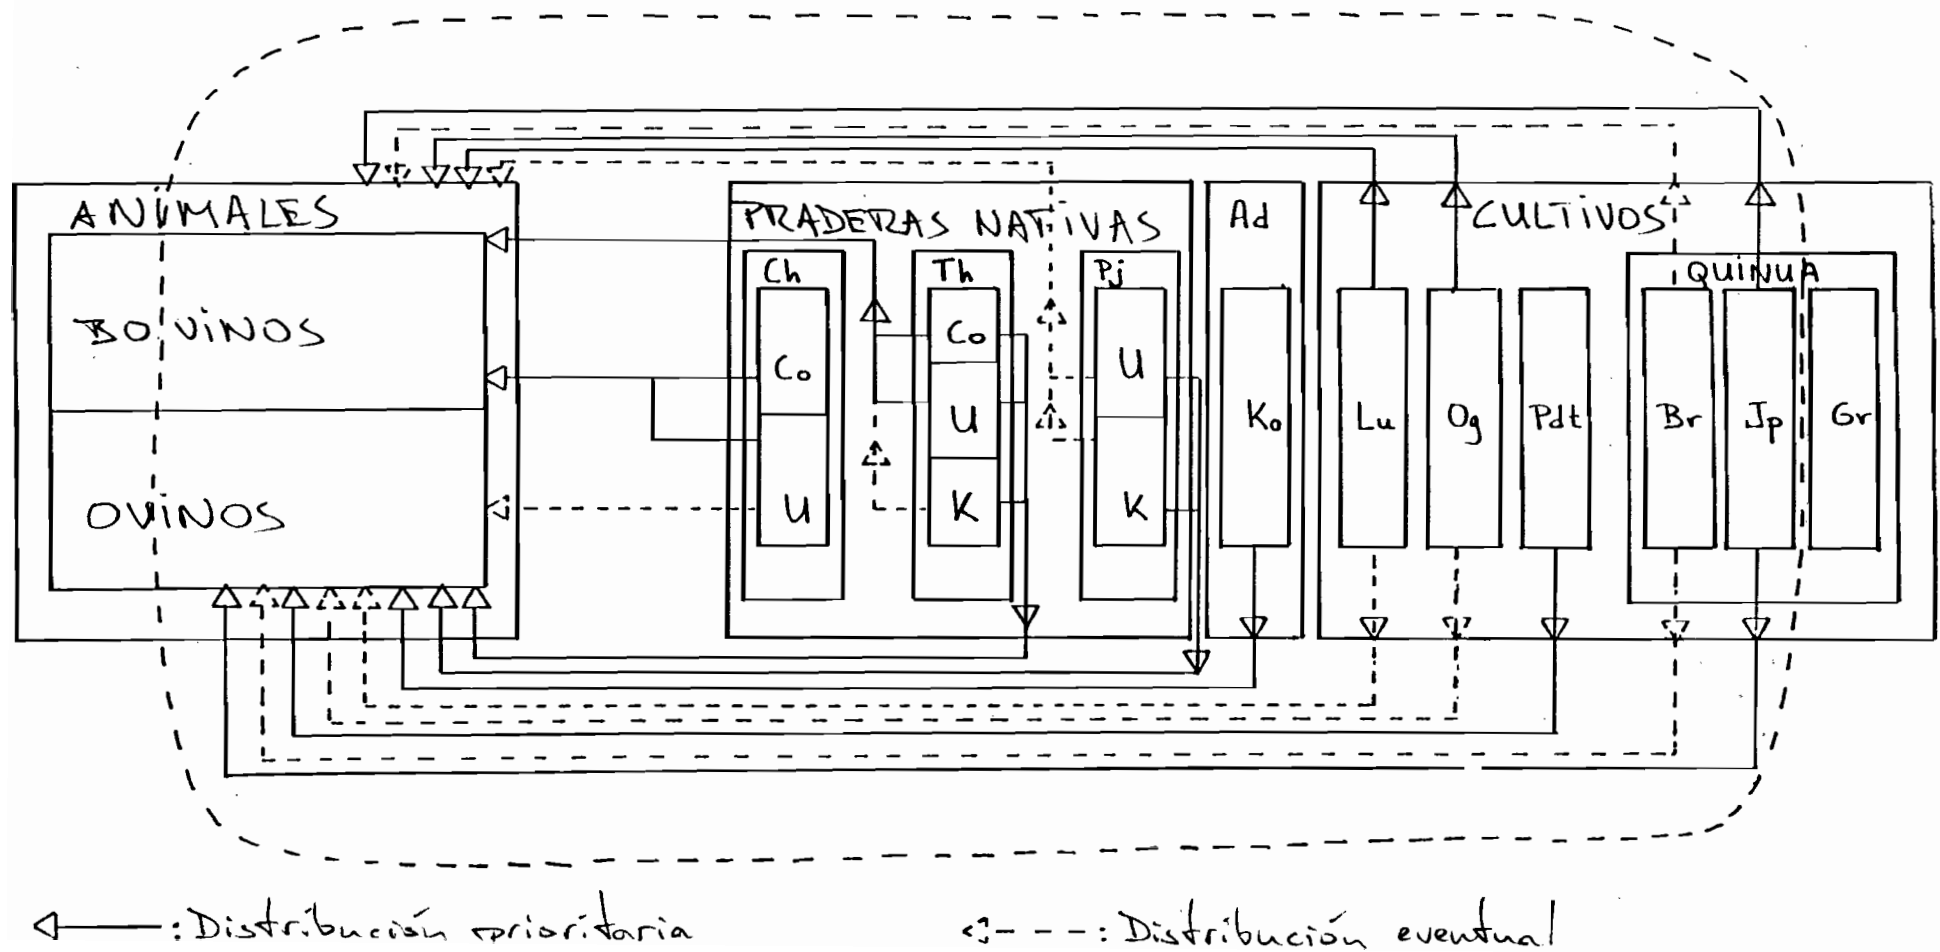 ANIMALES
BOVINOS
OVINOS
PRADERAS NATIVAS
Ch
Co
U
Th
Co
U
K
Pj
U
K
Ad
Ko
CULTIVOS
Lu
Og
Pdt
QUINUA
Br
Jp
Gr
: Distribución prioritaria
: Distribución eventual